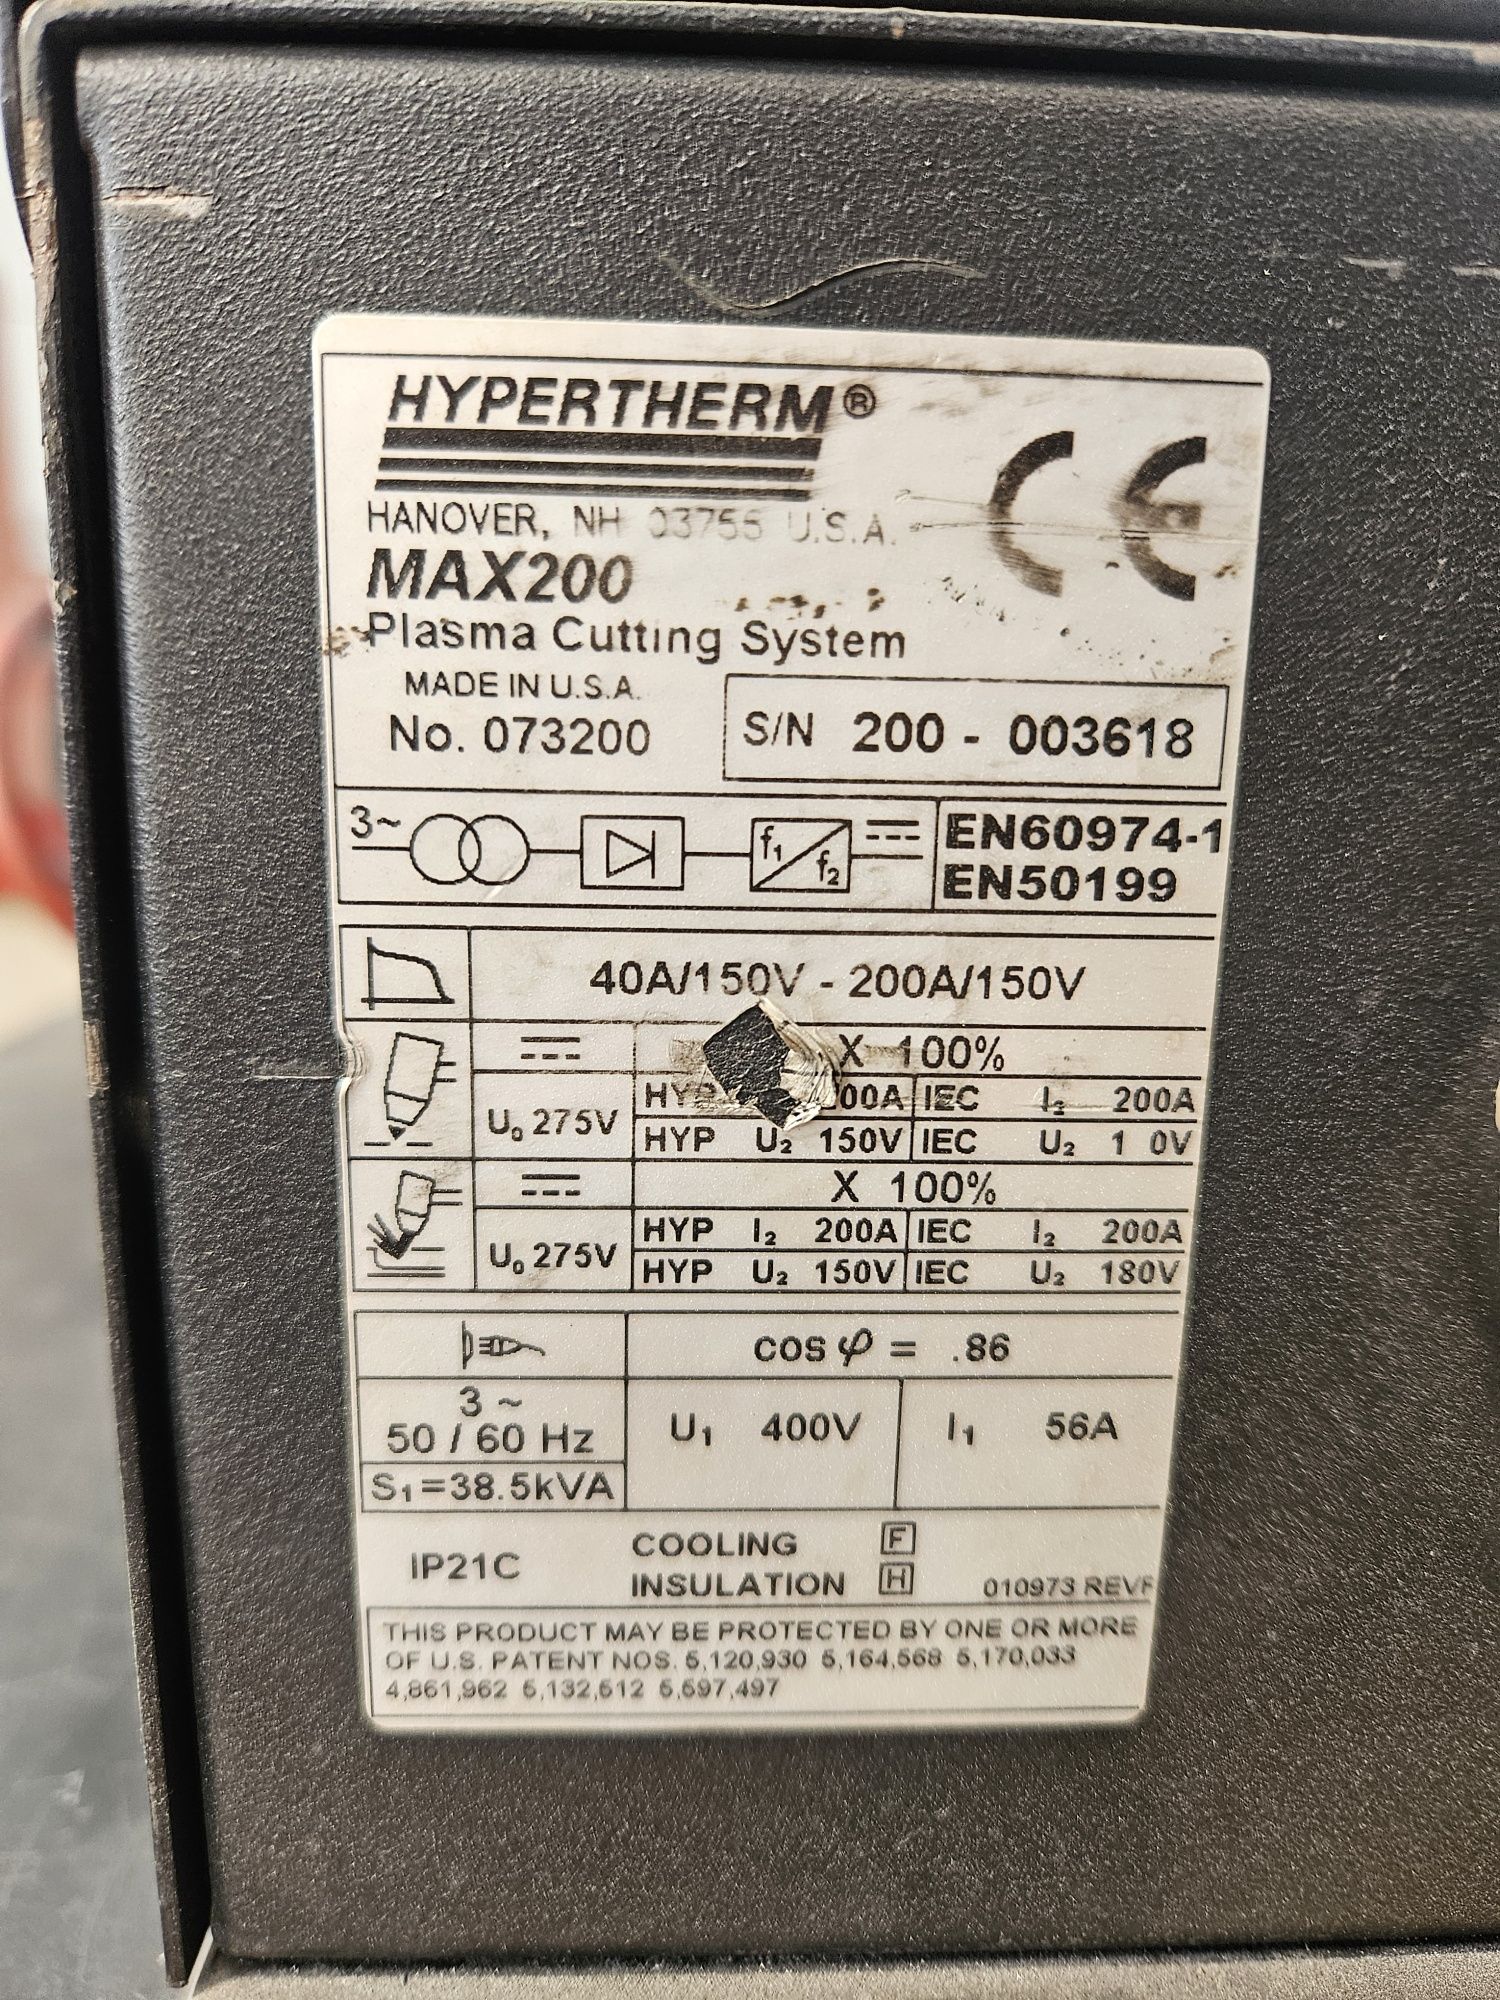 HYPERTHERM®
CE
HANOVER, NH 03755 U.S.A.
MAX200
Plasma Cutting System
MADE IN U.S.A.
No. 073200
S/N 200 - 003618
3~
f₁
f₂
EN60974-1
EN50199
40A/150V - 200A/150V
X 100%
U₀ 275V
IEC I₂ 200A
HYP U₂ 150V IEC U₂
X 100%
U₀ 275V
HYP I₂ 200A IEC I₂ 200A
HYP U₂ 150V IEC U₂ 180V
cos φ = .86
3 ~
50 / 60 Hz
U₁ 400V I₁ 56A
S₁=38.5kVA
IP21C
COOLING F
INSULATION H
010973 REVF
THIS PRODUCT MAY BE PROTECTED BY ONE OR MORE
OF U.S. PATENT NOS. 5,120,930 5,164,568 5,170,033
4,861,962 5,132,512 5,597,497